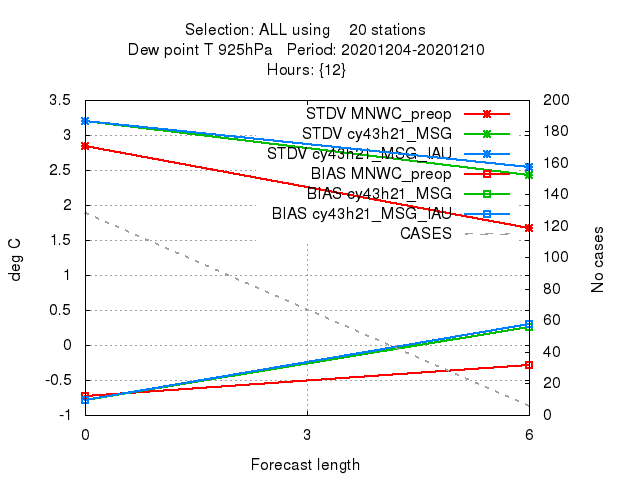 Selection: ALL using    20 stations
Dew point T 925hPa   Period: 20201204-20201210
Hours: {12}
STDV MNWC_preop
STDV cy43h21_MSG
STDV cy43h21_MSG_IAU
BIAS MNWC_preop
BIAS cy43h21_MSG
BIAS cy43h21_MSG_IAU
CASES
3.5
3
2.5
2
1.5
1
0.5
0
-0.5
-1
deg C
200
180
160
140
120
100
80
60
40
20
0
No cases
0 3 6
Forecast length